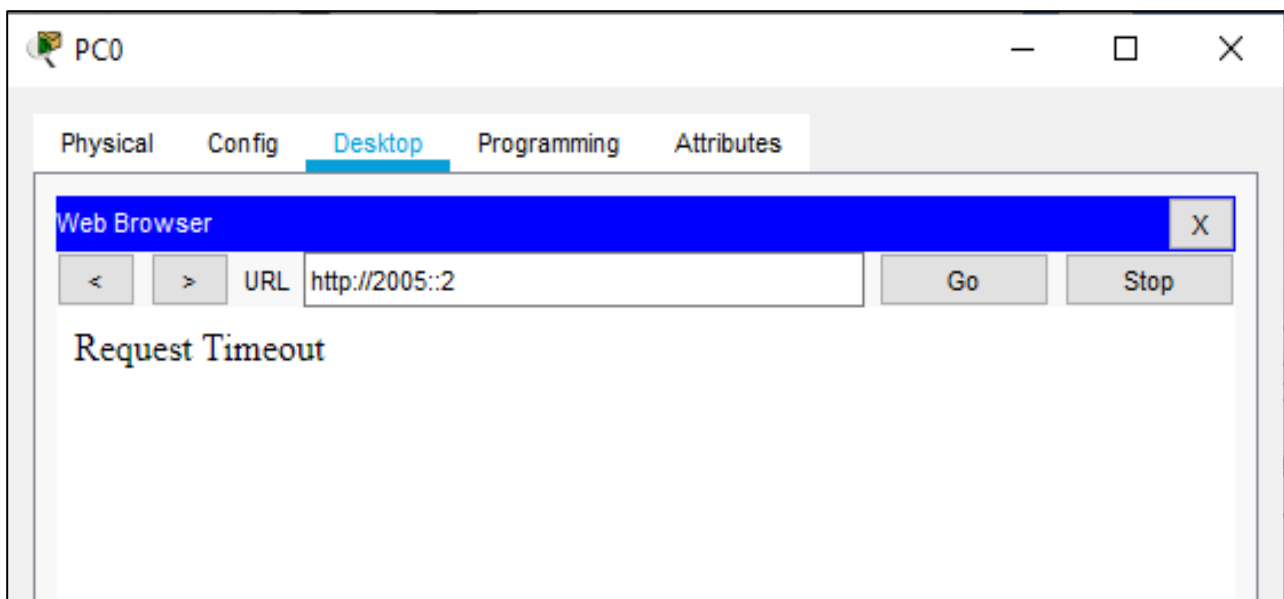 PC0
Physical Config Desktop Programming Attributes
Web Browser X
< > URL http://2005::2 Go Stop
Request Timeout